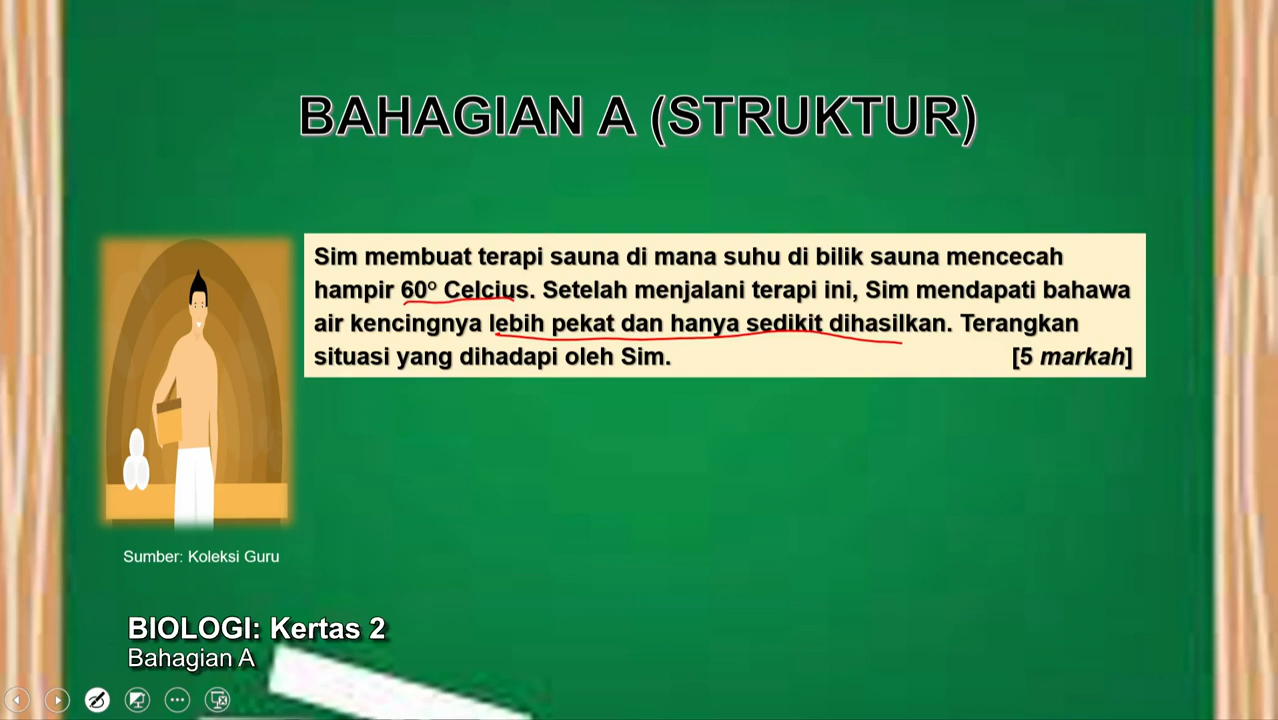 BAHAGIAN A (STRUKTUR)
Sim membuat terapi sauna di mana suhu di bilik sauna mencecah
hampir 60º Celcius. Setelah menjalani terapi ini, Sim mendapati bahawa
air kencingnya lebih pekat dan hanya sedikit dihasilkan. Terangkan
situasi yang dihadapi oleh Sim. [5 markah]
Sumber: Koleksi Guru
BIOLOGI: Kertas 2
Bahagian A